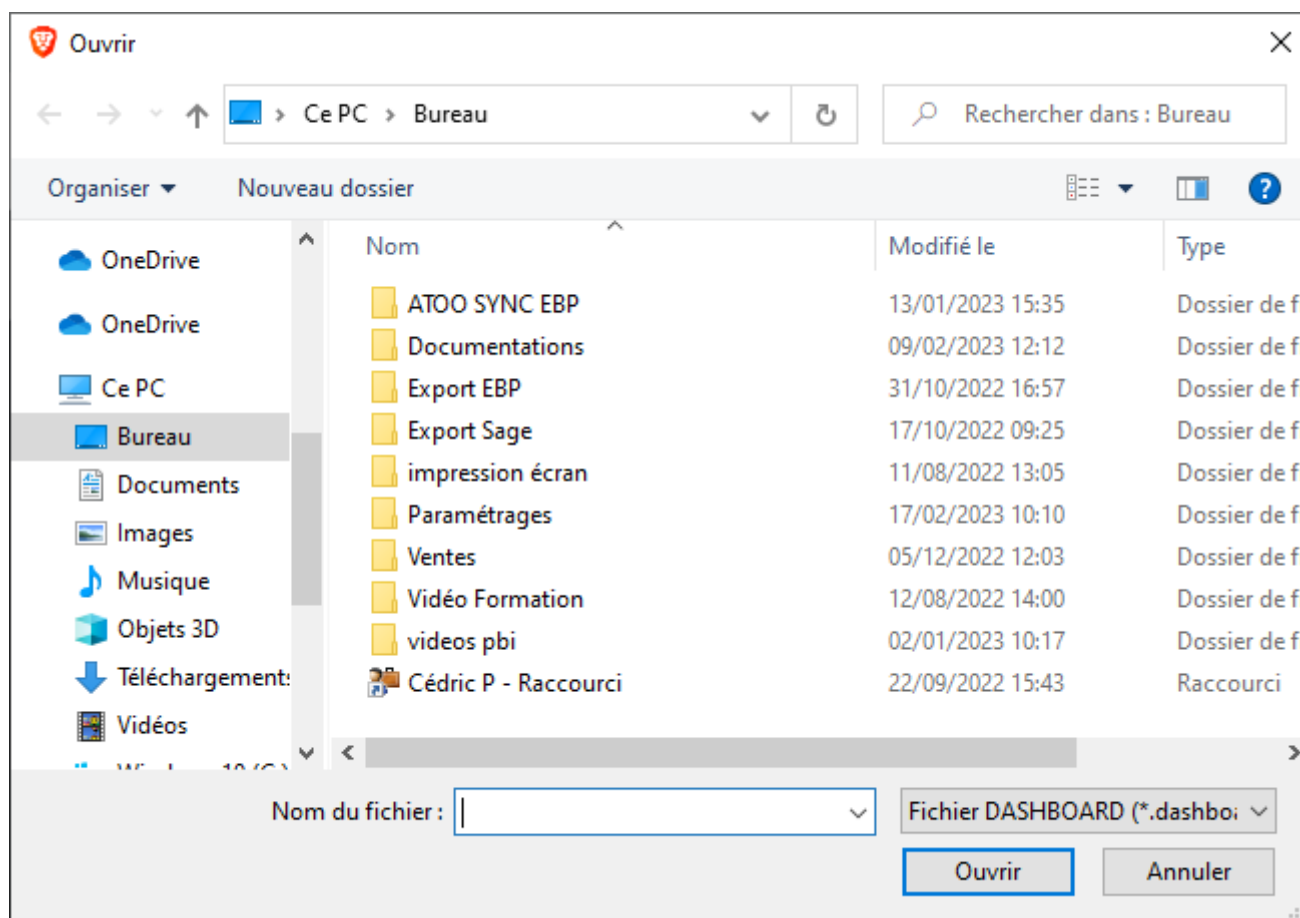 Ouvrir
Ce PC > Bureau
Rechercher dans : Bureau
Organiser
Nouveau dossier
?
OneDrive
OneDrive
Ce PC
Bureau
Documents
Images
Musique
Objets 3D
Téléchargements
Vidéos
Nom Modifié le Type
ATOO SYNC EBP 13/01/2023 15:35 Dossier de f
Documentations 09/02/2023 12:12 Dossier de f
Export EBP 31/10/2022 16:57 Dossier de f
Export Sage 17/10/2022 09:25 Dossier de f
impression écran 11/08/2022 13:05 Dossier de f
Paramétrages 17/02/2023 10:10 Dossier de f
Ventes 05/12/2022 12:03 Dossier de f
Vidéo Formation 12/08/2022 14:00 Dossier de f
videos pbi 02/01/2023 10:17 Dossier de f
Cédric P - Raccourci 22/09/2022 15:43 Raccourci
Nom du fichier :
Fichier DASHBOARD (*.dashboa
Ouvrir
Annuler